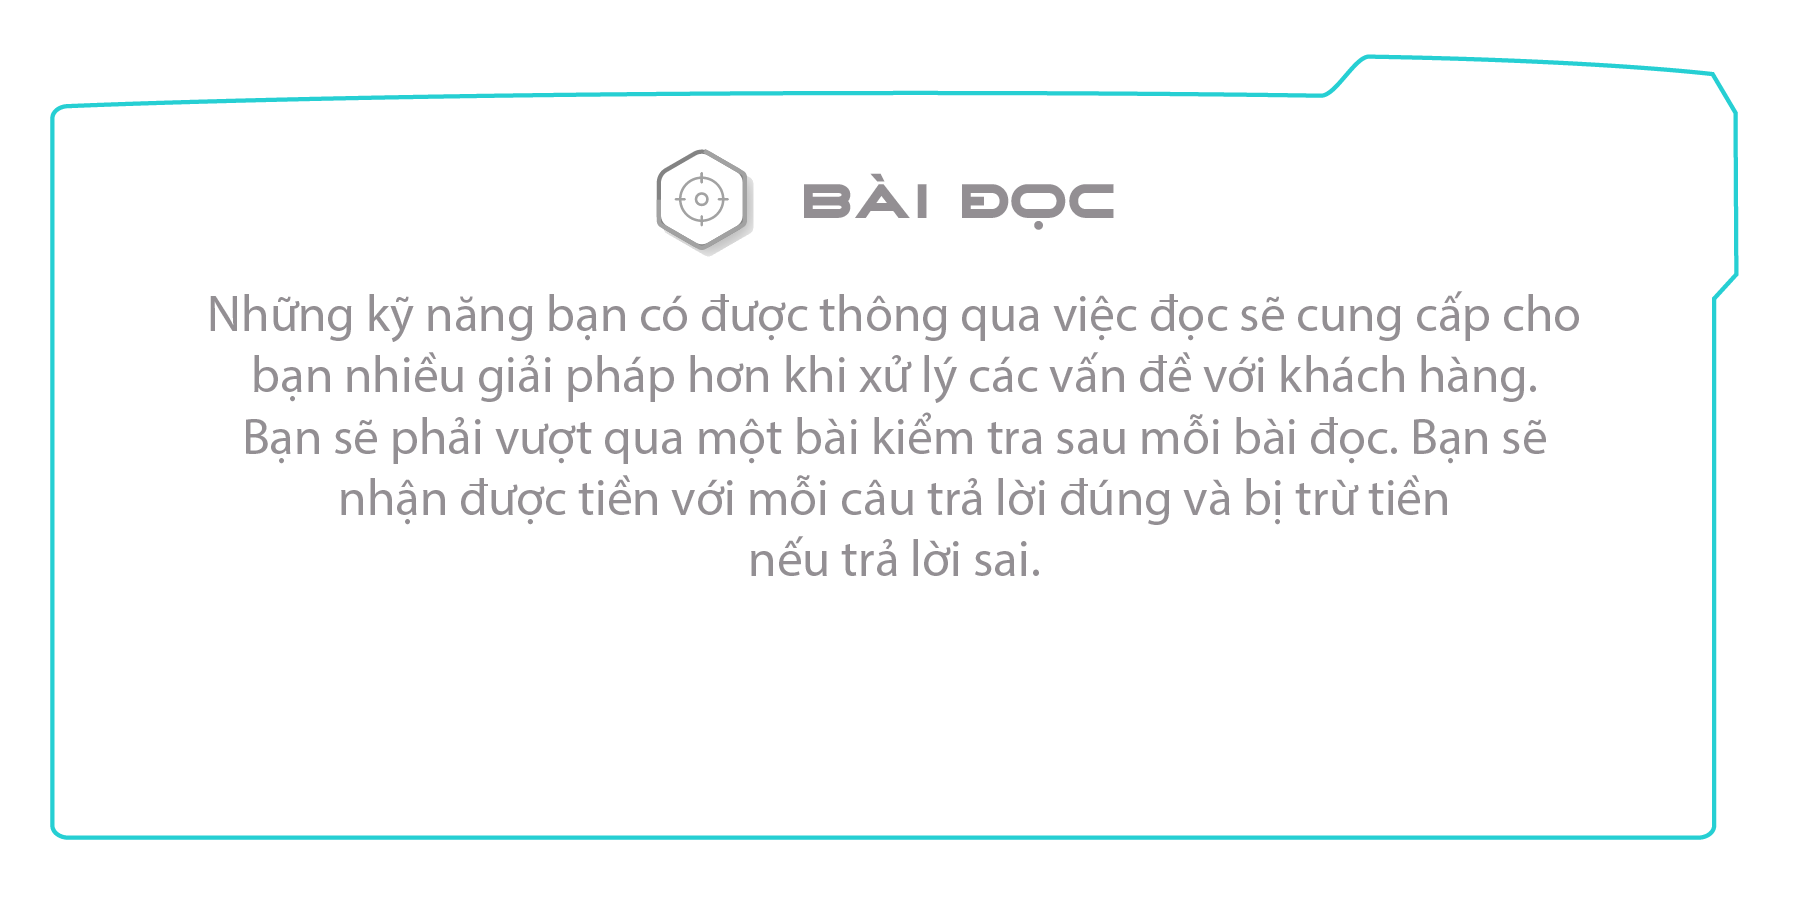 BÀI ĐỌC
Những kỹ năng bạn có được thông qua việc đọc sẽ cung cấp cho
bạn nhiều giải pháp hơn khi xử lý các vấn đề với khách hàng.
Bạn sẽ phải vượt qua một bài kiểm tra sau mỗi bài đọc. Bạn sẽ
nhận được tiền với mỗi câu trả lời đúng và bị trừ tiền
nếu trả lời sai.